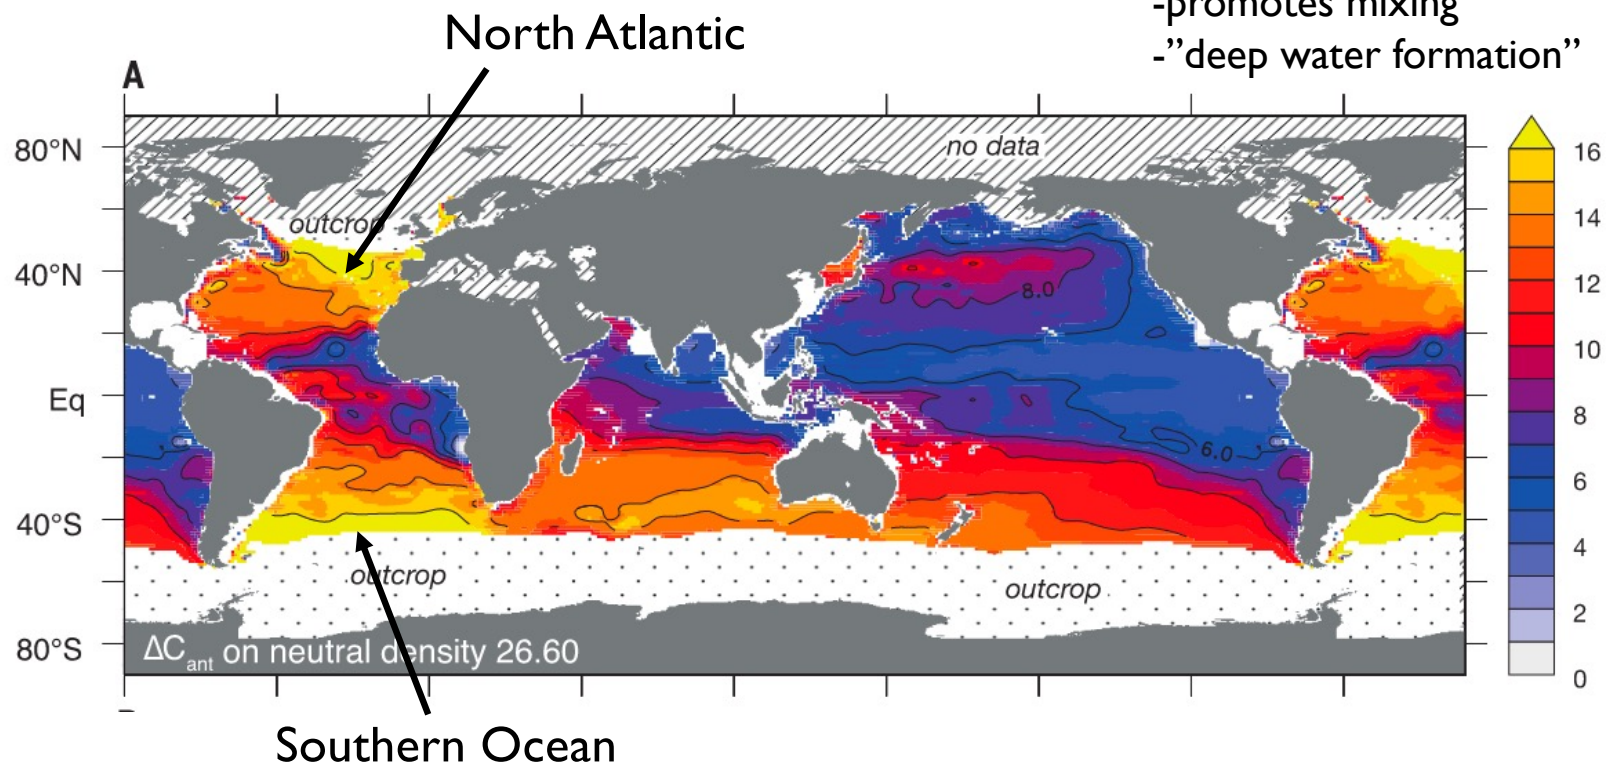 -promotes mixing
-”deep water formation”
North Atlantic
A
80°N
40°N
Eq
40°S
80°S
no data
outcrop
8.0
6.0
outcrop
outcrop
ΔCant on neutral density 26.60
16
14
12
10
8
6
4
2
0
Southern Ocean